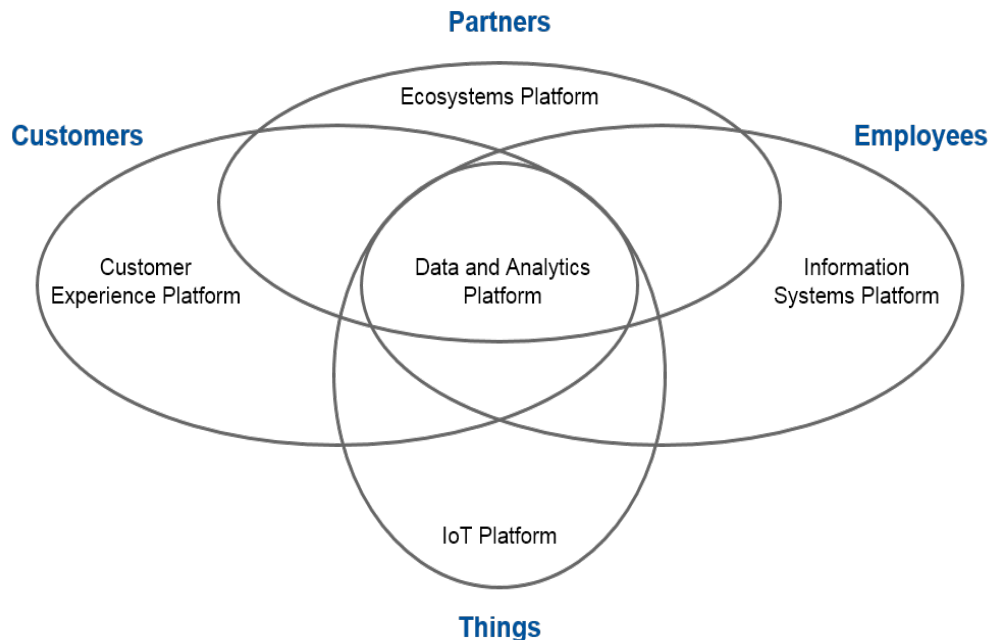 Partners
Ecosystems Platform
Customers
Employees
Customer
Experience Platform
Data and Analytics
Platform
Information
Systems Platform
IoT Platform
Things